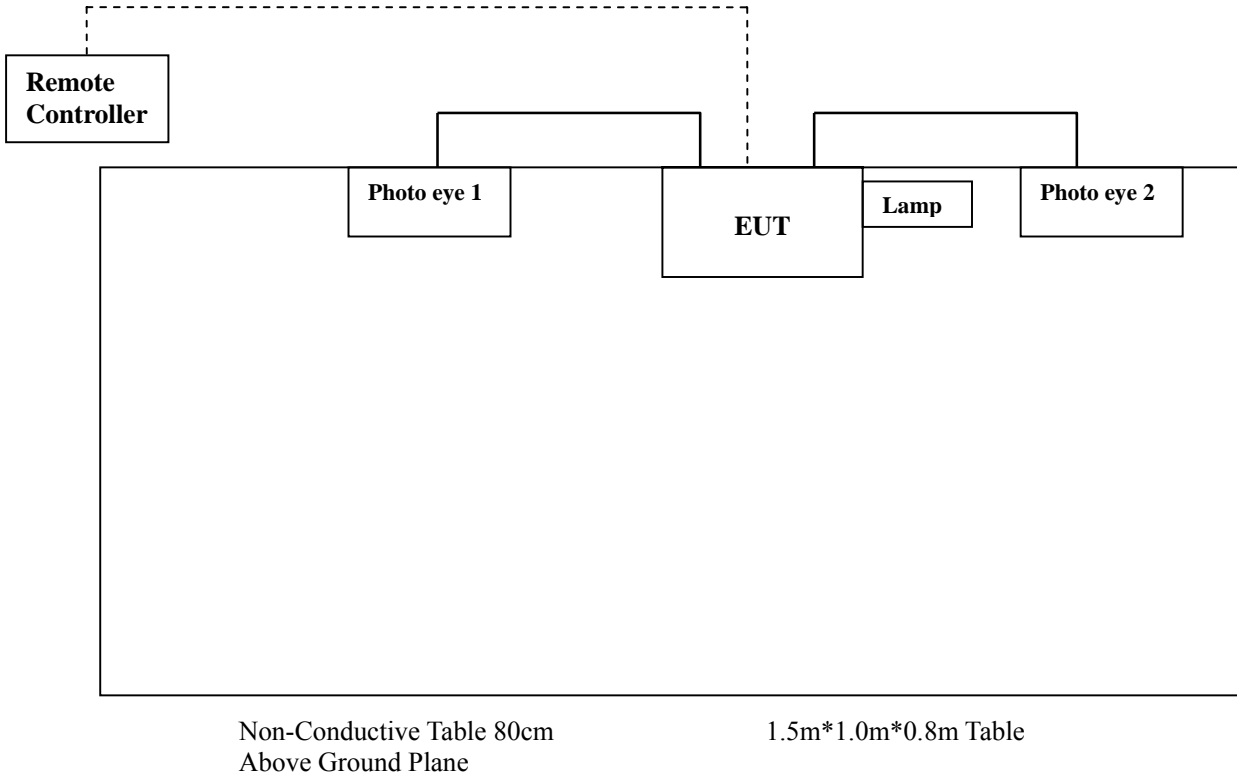 Remote
Controller
Photo eye 1
EUT
Lamp
Photo eye 2
Non-Conductive Table 80cm
Above Ground Plane
1.5m*1.0m*0.8m Table